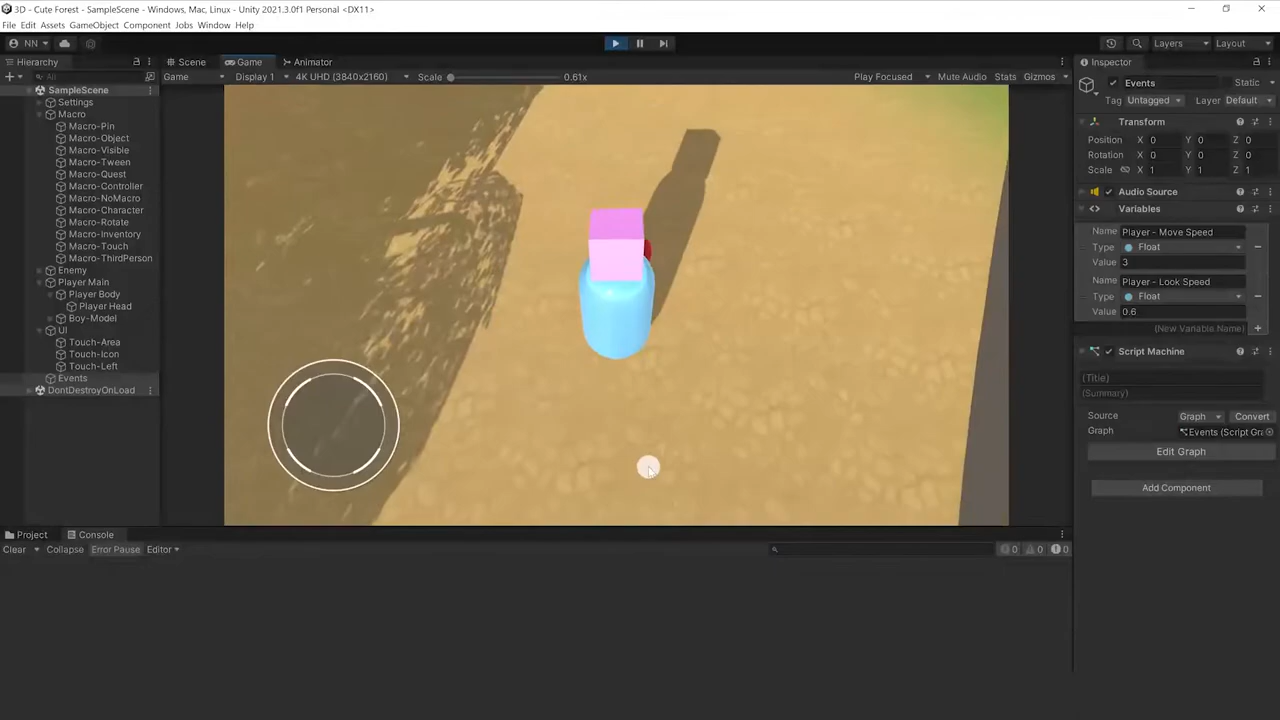 3D - Cute Forest - SampleScene - Windows, Mac, Linux - Unity 2021.3.0f1 Personal <DX11>
File Edit Assets GameObject Component Jobs Window Help
NN
Layers
Layout
Hierarchy
All
SampleScene
Settings
Macro
Macro-Pin
Macro-Object
Macro-Visible
Macro-Tween
Macro-Quest
Macro-Controller
Macro-NoMacro
Macro-Character
Macro-Rotate
Macro-Inventory
Macro-Touch
Macro-ThirdPerson
Enemy
Player Main
Player Body
Player Head
Boy-Model
UI
Touch-Area
Touch-Icon
Touch-Left
Events
DontDestroyOnLoad
Scene Game Animator
Game Display 1 4K UHD (3840x2160) Scale 0.61x Play Focused Mute Audio Stats Gizmos
Inspector
Events Static
Tag Untagged Layer Default
Transform
Position X 0 Y 0 Z 0
Rotation X 0 Y 0 Z 0
Scale X 1 Y 1 Z 1
Audio Source
Variables
Name Player - Move Speed
Type Float
Value 3
Name Player - Look Speed
Type Float
Value 0.6
(New Variable Name)
Script Machine
(Title)
(Summary)
Source Graph Convert
Graph Events (Script Gra
Edit Graph
Add Component
Project Console
Clear Collapse Error Pause Editor
0 0 0